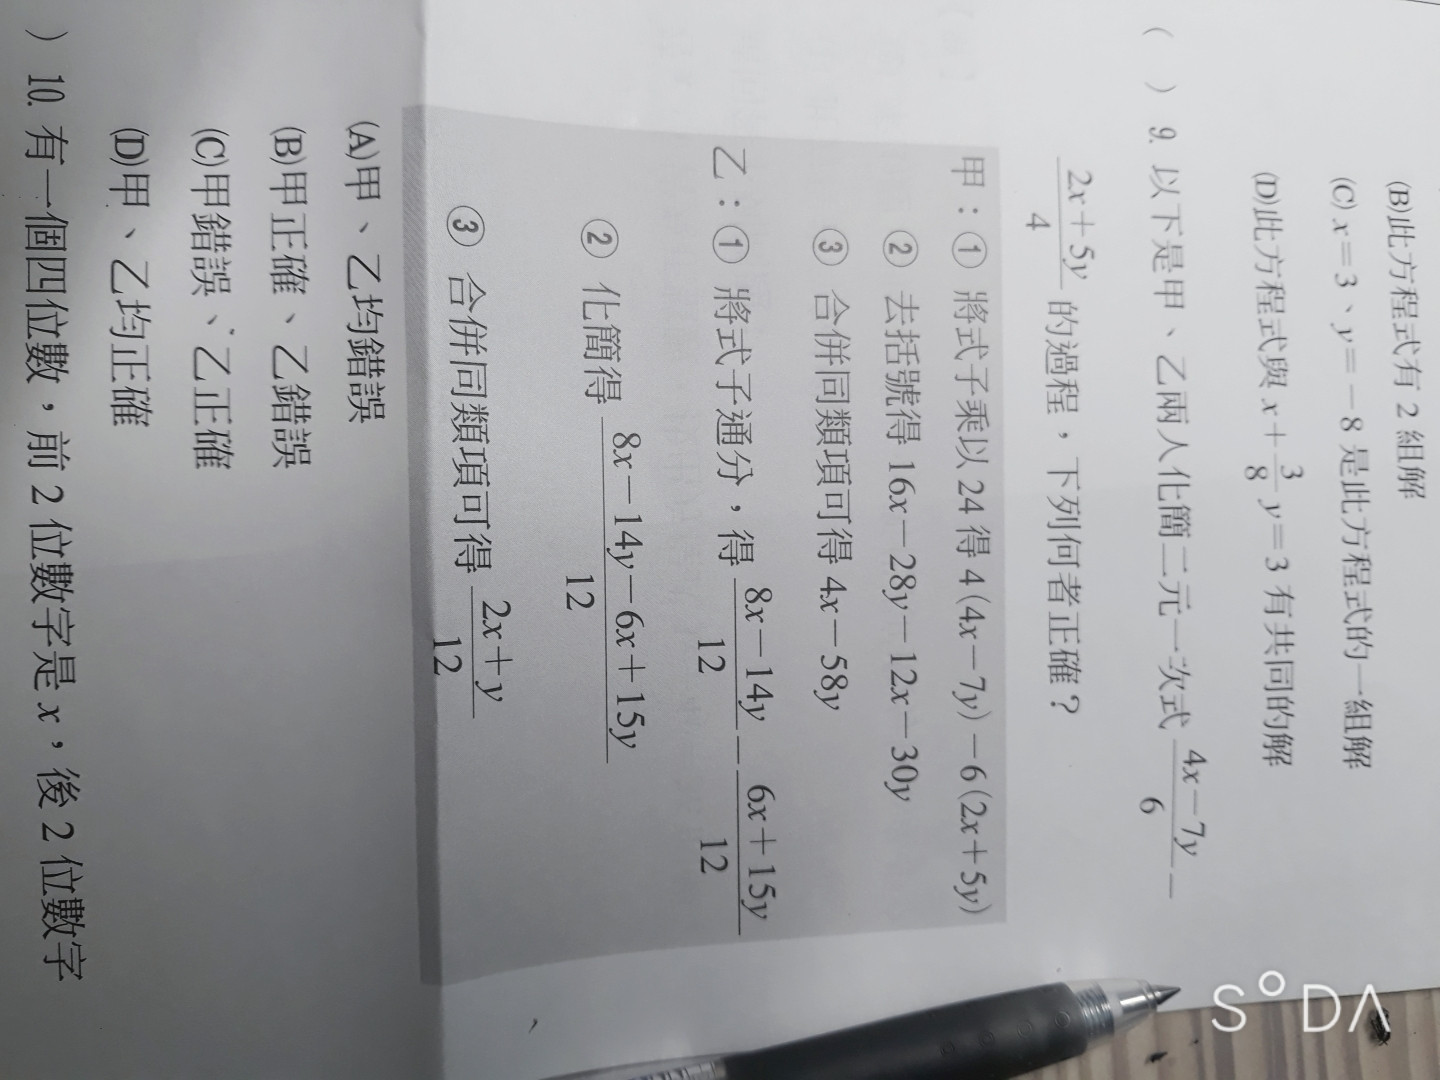 (B)此方程式有 2 組解
(C) x=3、y=-8 是此方程式的一組解
(D)此方程式與 x+3/8 y=3 有共同的解
(　) 9. 以下是甲、乙兩人化簡二元一次式 (4x-7y)/6 -
(2x+5y)/4 的過程，下列何者正確？
甲：① 將式子乘以 24 得 4(4x-7y)-6(2x+5y)
② 去括號得 16x-28y-12x-30y
③ 合併同類項可得 4x-58y
乙：① 將式子通分，得 (8x-14y)/12 - (6x+15y)/12
② 化簡得 (8x-14y-6x+15y)/12
③ 合併同類項可得 (2x+y)/12
(A)甲、乙均錯誤
(B)甲正確、乙錯誤
(C)甲錯誤、乙正確
(D)甲、乙均正確
) 10. 有一個四位數，前 2 位數字是 x，後 2 位數字
SODA